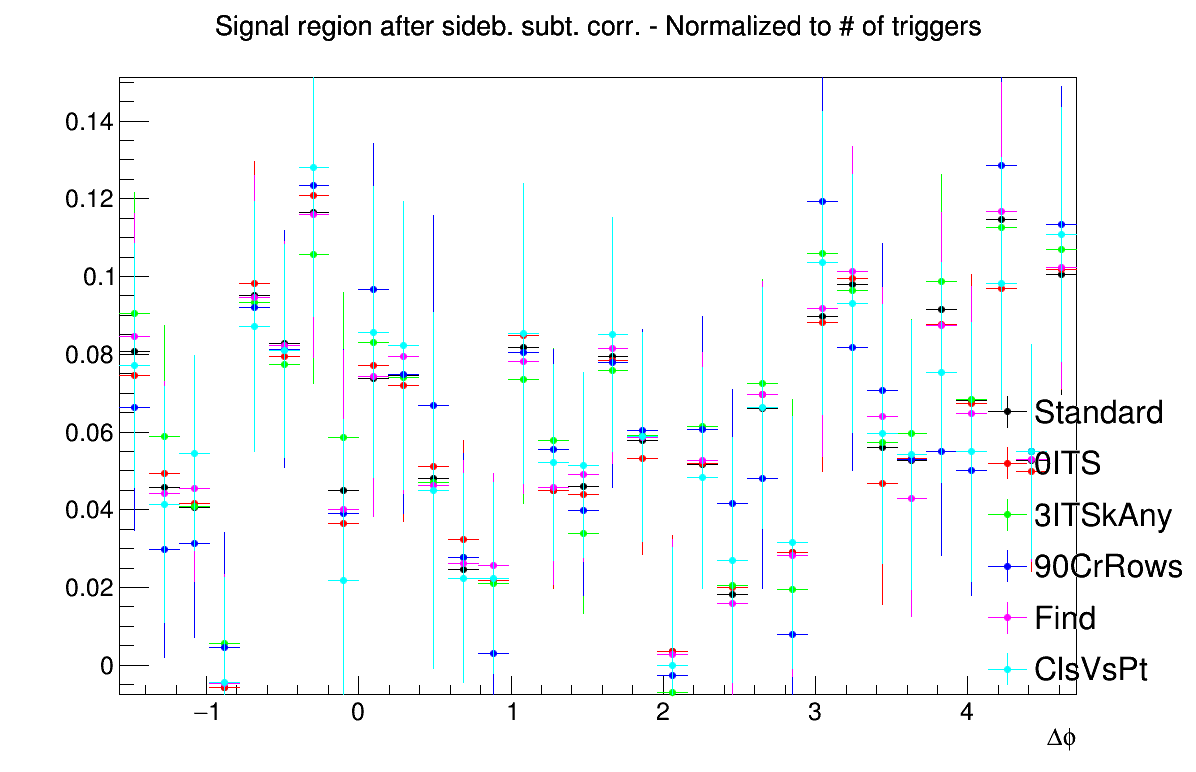 Signal region after sideb. subt. corr. - Normalized to # of triggers
0.14
0.12
0.1
0.08
0.06
0.04
0.02
0
−1
0
1
2
3
4
Δϕ
Standard
0ITS
3ITSkAny
90CrRows
Find
ClsVsPt